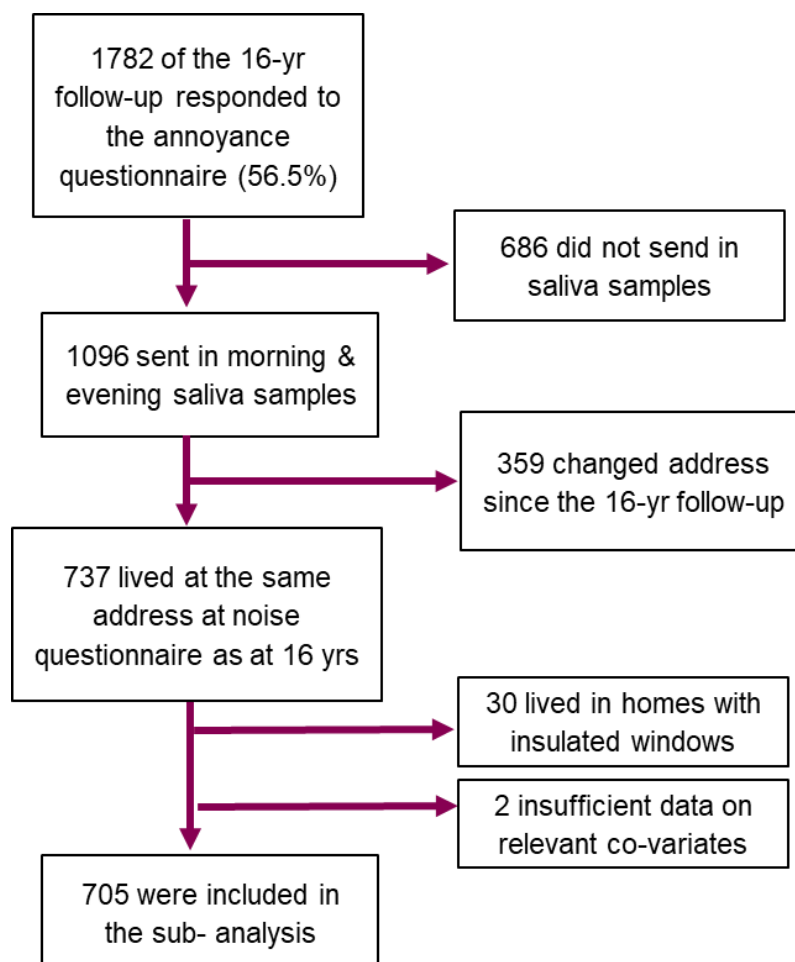 1782 of the 16-yr
follow-up responded to
the annoyance
questionnaire (56.5%)
686 did not send in
saliva samples
1096 sent in morning &
evening saliva samples
359 changed address
since the 16-yr follow-up
737 lived at the same
address at noise
questionnaire as at 16 yrs
30 lived in homes with
insulated windows
2 insufficient data on
relevant co-variates
705 were included in
the sub- analysis